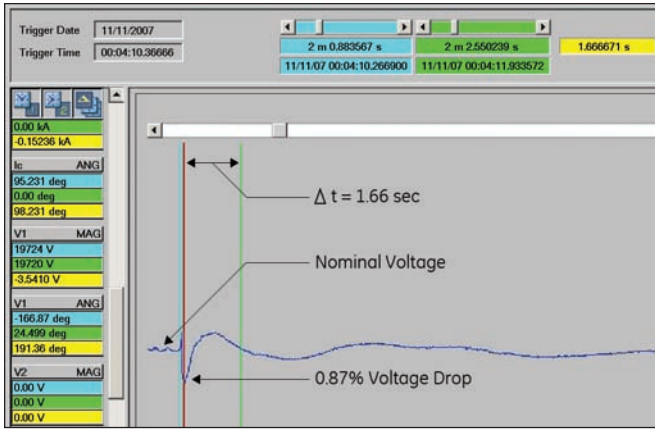 Trigger Date 11/11/2007
Trigger Time 00:04:10.36666
2 m 0.883567 s 2 m 2.550239 s 1.666671 s
11/11/07 00:04:10.266900 11/11/07 00:04:11.933572
0.00 kA
-0.15236 kA
Ic ANG
95.231 deg
0.00 deg
98.231 deg
V1 MAG
19724 V
19720 V
-3.5410 V
V1 ANG
-166.87 deg
24.499 deg
191.36 deg
V2 MAG
0.00 V
0.00 V
0.00 V
Δ t = 1.66 sec
Nominal Voltage
0.87% Voltage Drop